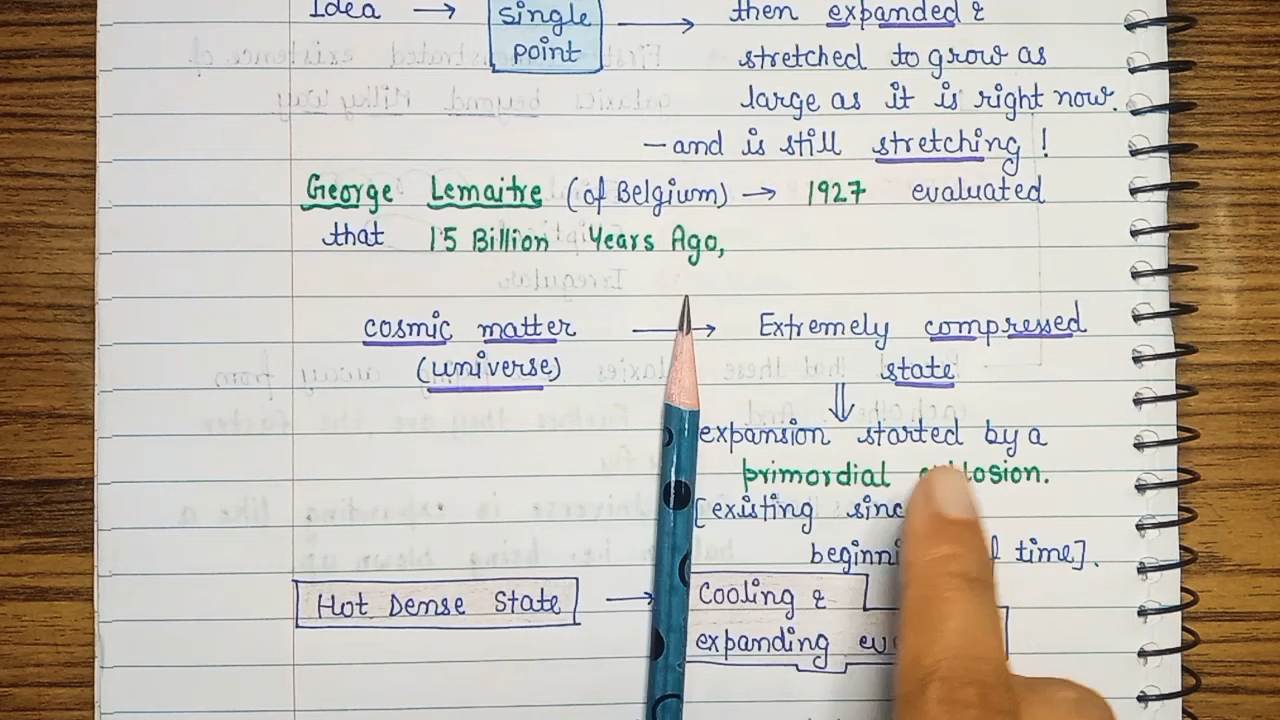 Idea → single point → then expanded &
stretched to grow as
large as it is right now.
– and is still stretching !
George Lemaitre (of Belgium) → 1927 evaluated
that 15 Billion Years Ago,
cosmic matter → Extremely compressed
(universe) state
expansion started by a
primordial
[existing
time].
Hot Dense State → Cooling &
expanding